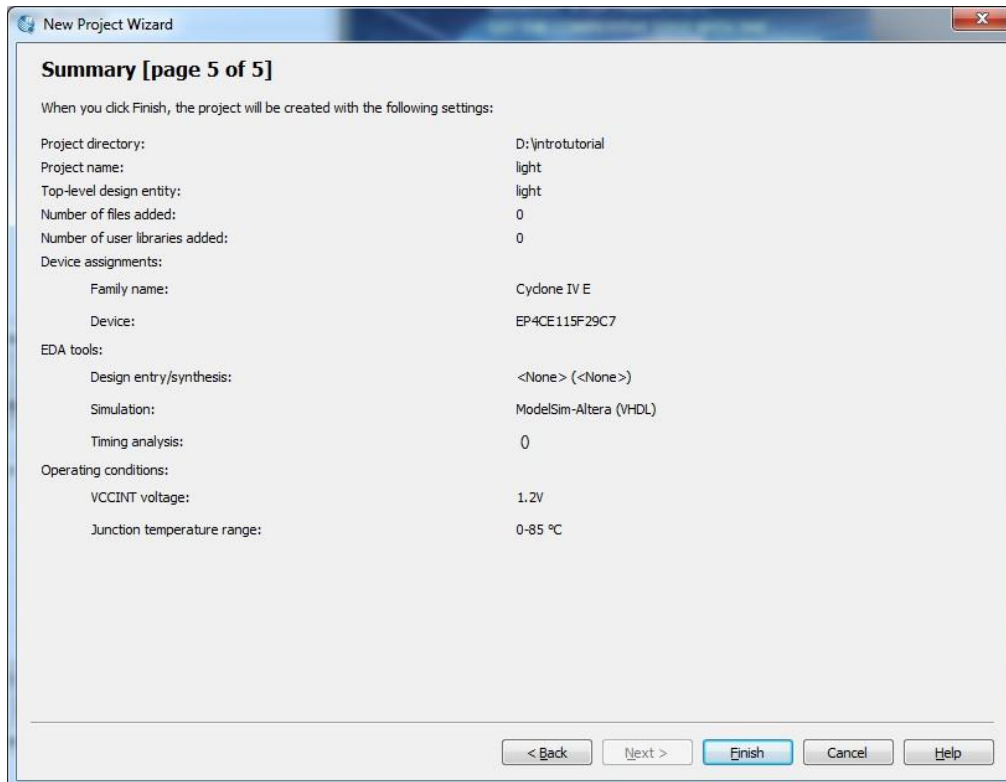 New Project Wizard
Summary [page 5 of 5]
When you click Finish, the project will be created with the following settings:
Project directory: D:\introtutorial
Project name: light
Top-level design entity: light
Number of files added: 0
Number of user libraries added: 0
Device assignments:
Family name: Cyclone IV E
Device: EP4CE115F29C7
EDA tools:
Design entry/synthesis: <None> (<None>)
Simulation: ModelSim-Altera (VHDL)
Timing analysis: ()
Operating conditions:
VCCINT voltage: 1.2V
Junction temperature range: 0-85 ºC
< Back Next > Finish Cancel Help